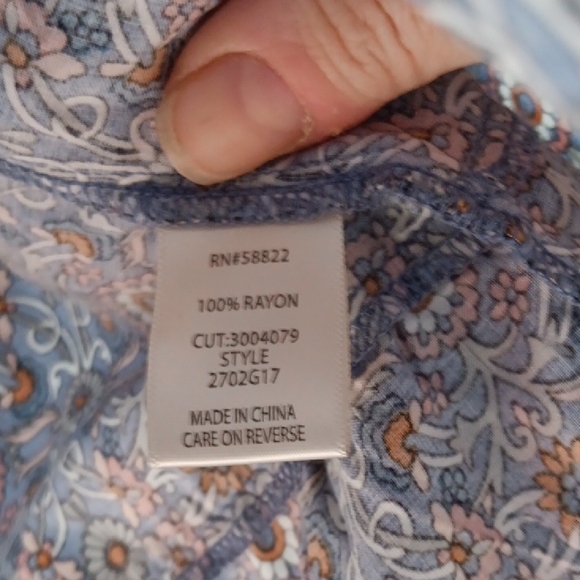 RN#58822
100% RAYON
CUT:3004079
STYLE
2702G17
MADE IN CHINA
CARE ON REVERSE